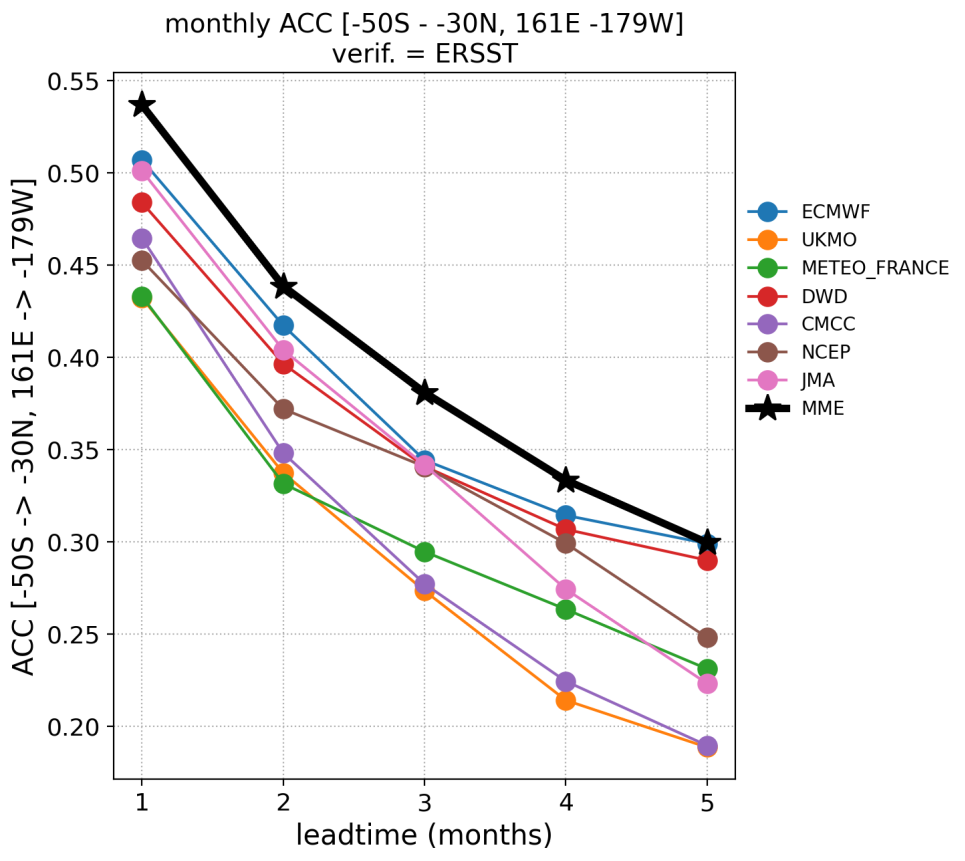 monthly ACC [-50S - -30N, 161E -179W]
verif. = ERSST
ACC [-50S -> -30N, 161E -> -179W]
0.55
0.50
0.45
0.40
0.35
0.30
0.25
0.20
1 2 3 4 5
leadtime (months)
ECMWF
UKMO
METEO_FRANCE
DWD
CMCC
NCEP
JMA
MME